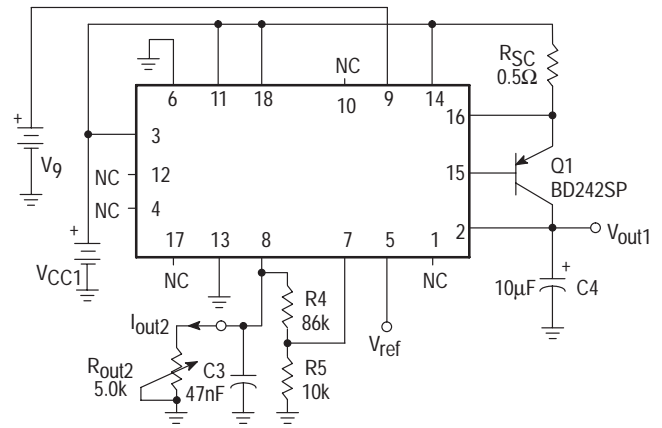 RSC
0.5Ω
NC
6
11
18
10
9
14
16
+
V9
3
NC
12
NC
4
15
Q1
BD242SP
2
Vout1
+
VCC1
17
13
8
7
5
1
NC
NC
10µF
+
C4
R4
86k
Iout2
Vref
Rout2
5.0k
C3
47nF
R5
10k